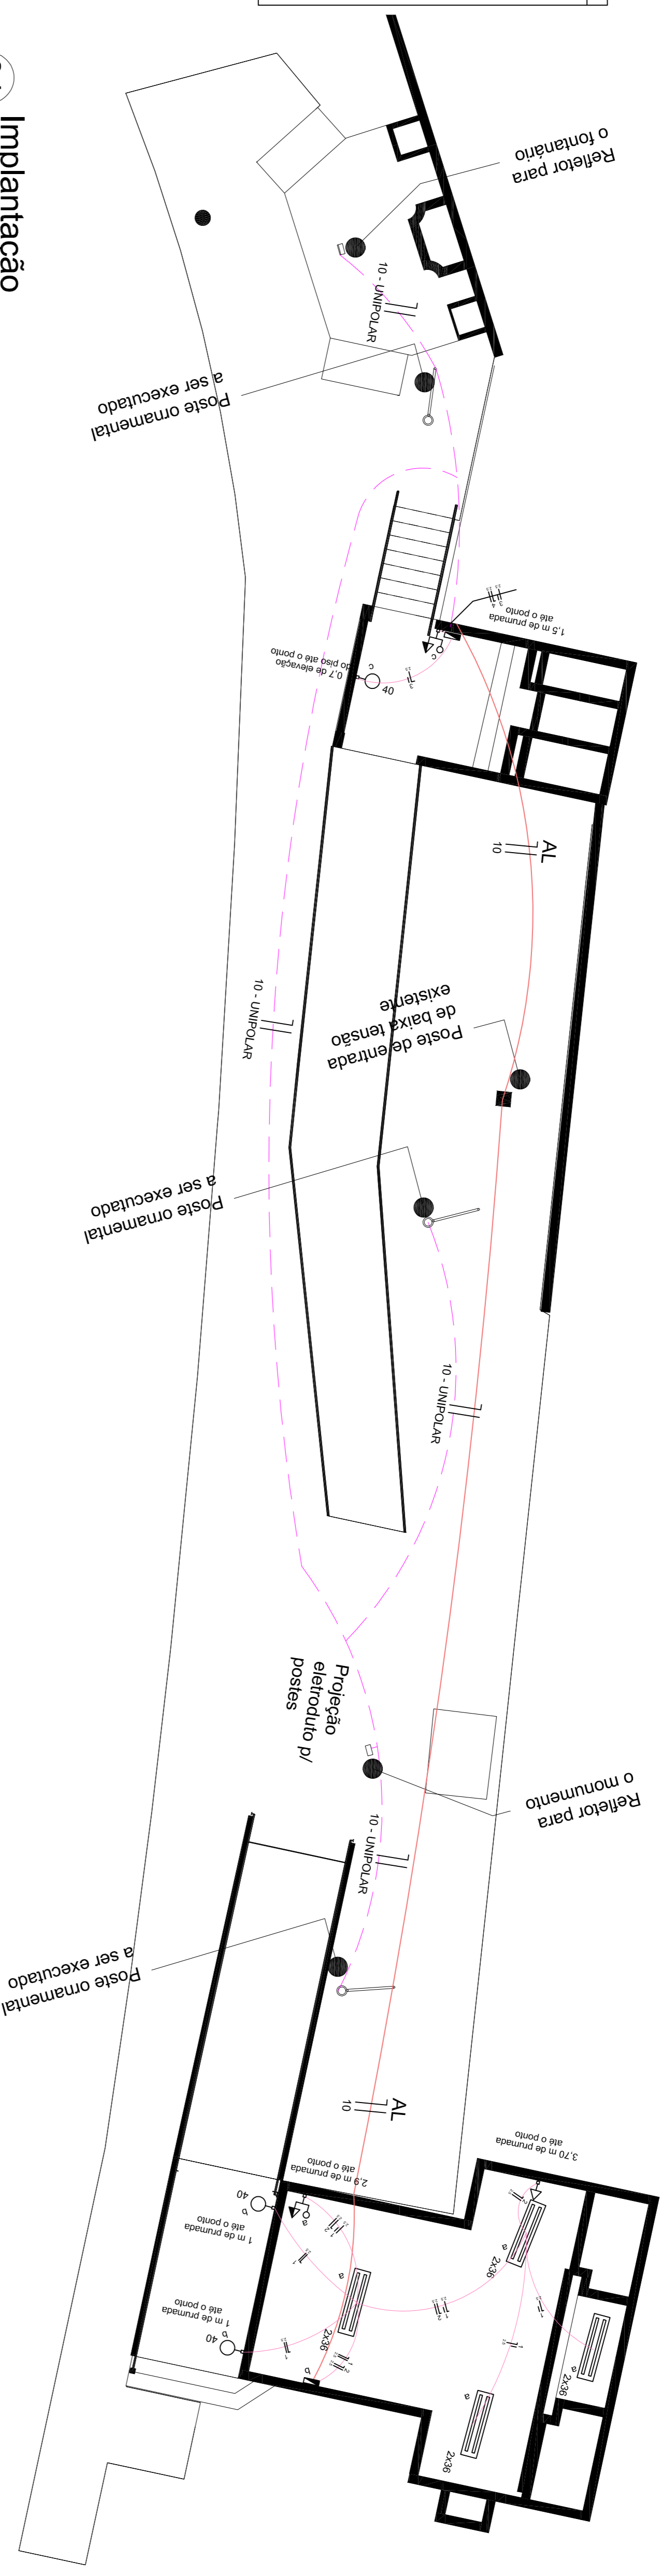 Implantação
Refletor para
o fontanário
10 - UNIPOLAR
Poste ornamental
a ser executado
1,5 m de prumada
até o ponto
0,7 de elevação
do piso até o ponto
40
c
c
AL
10
10 - UNIPOLAR
Poste de entrada
de baixa tensão
existente
Poste ornamental
a ser executado
10 - UNIPOLAR
Projeção
eletroduto p/
postes
Refletor para
o monumento
10 - UNIPOLAR
Poste ornamental
a ser executado
AL
10
3,70 m de prumada
até o ponto
2,9 m de prumada
até o ponto
40
1 m de prumada
até o ponto
1 m de prumada
até o ponto
40
2x36
2x36
2x36
2x36